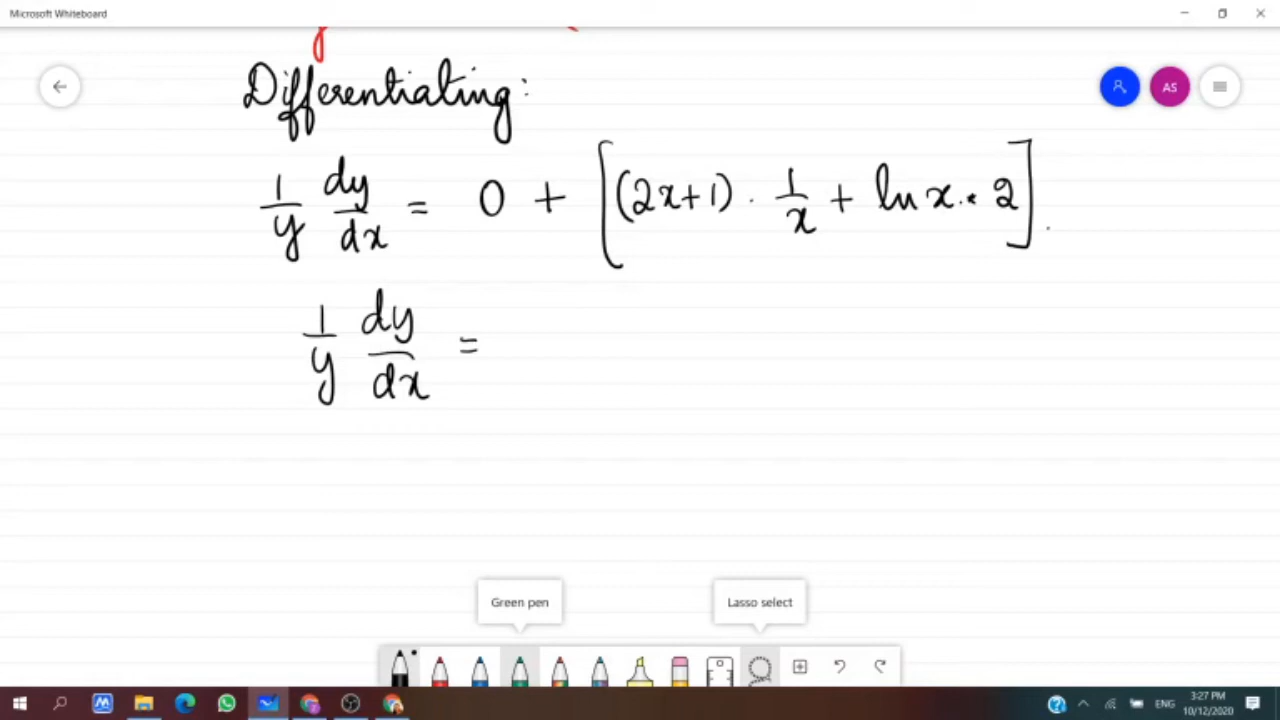 Microsoft Whiteboard
Differentiating:
AS
1/y dy/dx = 0 + [(2x+1) · 1/x + ln x · 2].
1/y dy/dx =
Green pen
Lasso select
ENG
3:27 PM
10/12/2020